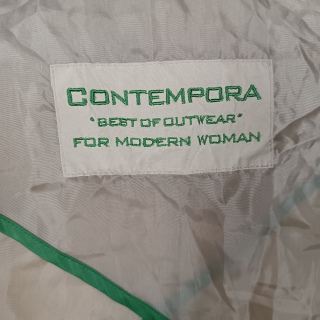 CONTEMPORA
"BEST OF OUTWEAR"
FOR MODERN WOMAN